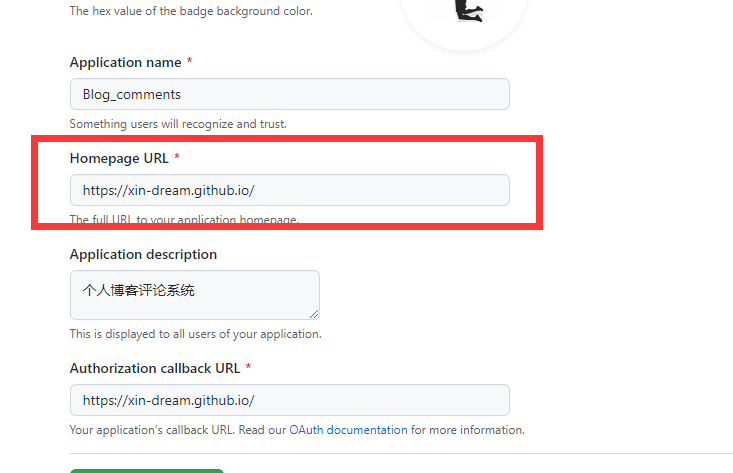 The hex value of the badge background color.
Application name *
Blog_comments
Something users will recognize and trust.
Homepage URL *
https://xin-dream.github.io/
The full URL to your application homepage.
Application description
个人博客评论系统
This is displayed to all users of your application.
Authorization callback URL *
https://xin-dream.github.io/
Your application’s callback URL. Read our OAuth documentation for more information.